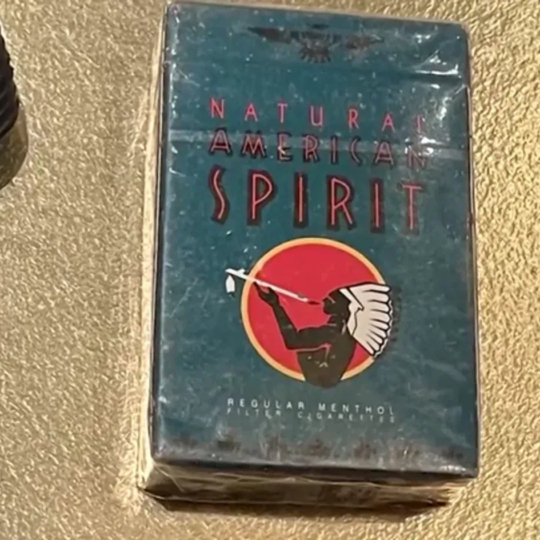 NATURAL
AMERICAN
SPIRIT
REGULAR MENTHOL
FILTER CIGARETTES